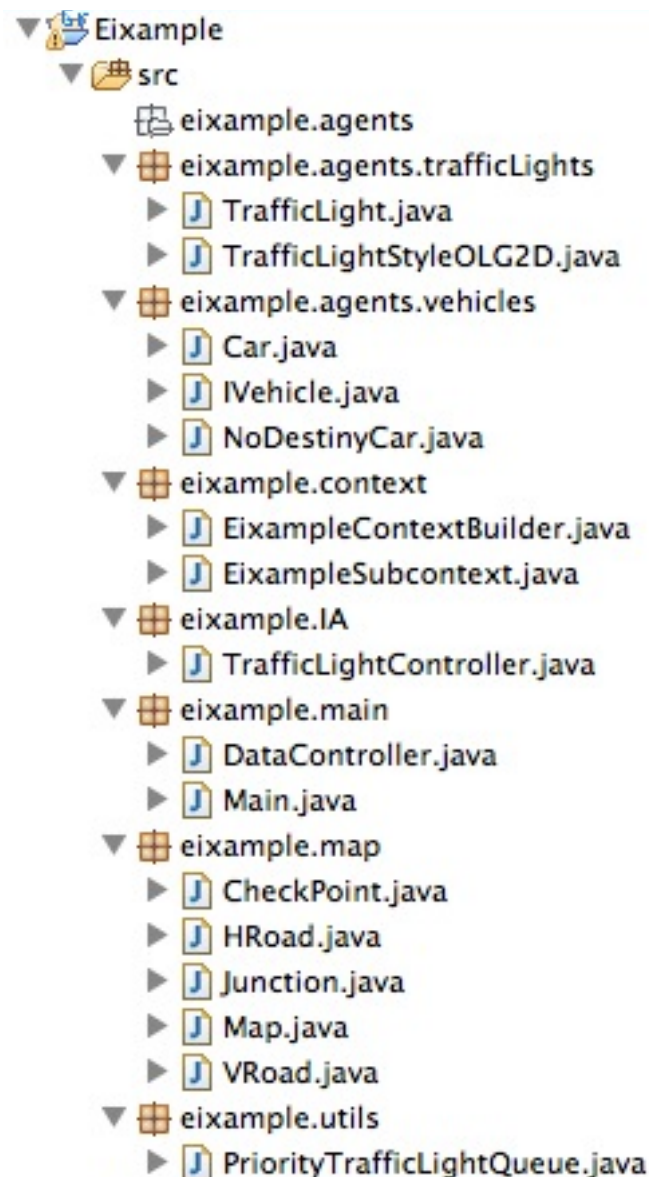 Eixample
src
eixample.agents
eixample.agents.trafficLights
TrafficLight.java
TrafficLightStyleOLG2D.java
eixample.agents.vehicles
Car.java
IVehicle.java
NoDestinyCar.java
eixample.context
EixampleContextBuilder.java
EixampleSubcontext.java
eixample.IA
TrafficLightController.java
eixample.main
DataController.java
Main.java
eixample.map
CheckPoint.java
HRoad.java
Junction.java
Map.java
VRoad.java
eixample.utils
PriorityTrafficLightQueue.java